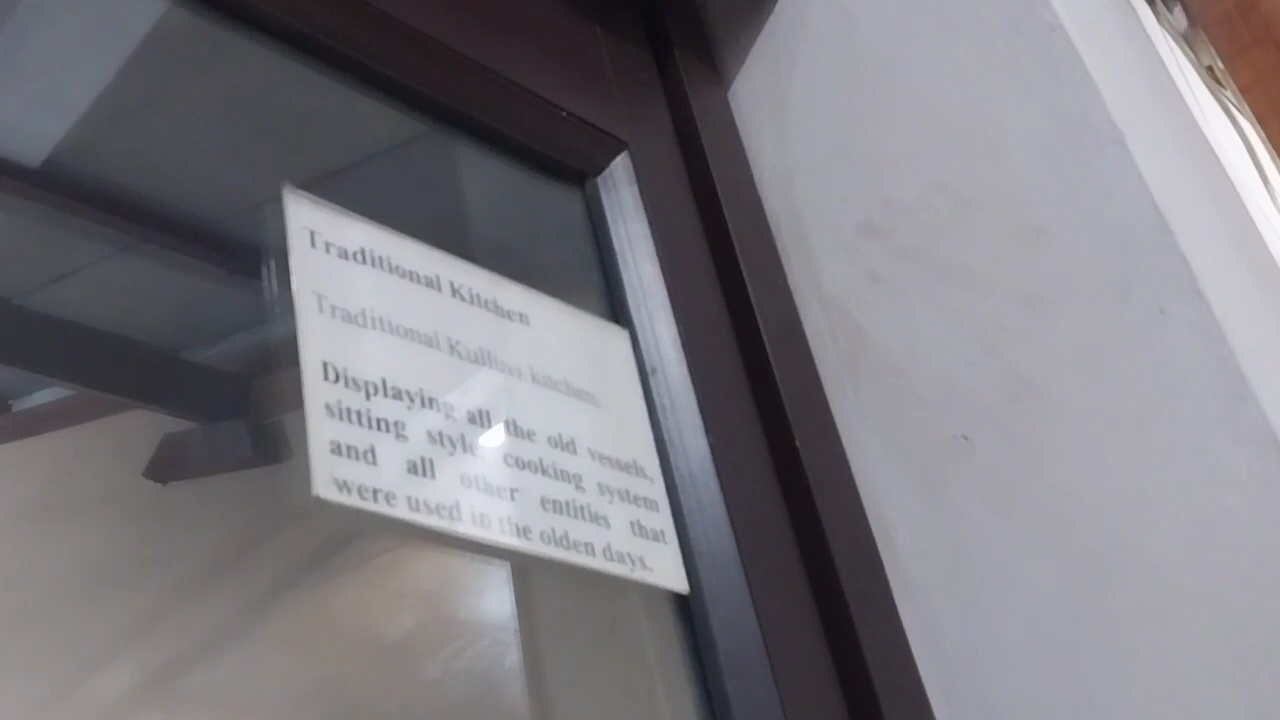 Traditional Kitchen
Traditional Kulluvi kitchen
Displaying all the old vessels,
sitting style cooking system
and all other entities that
were used in the olden days.